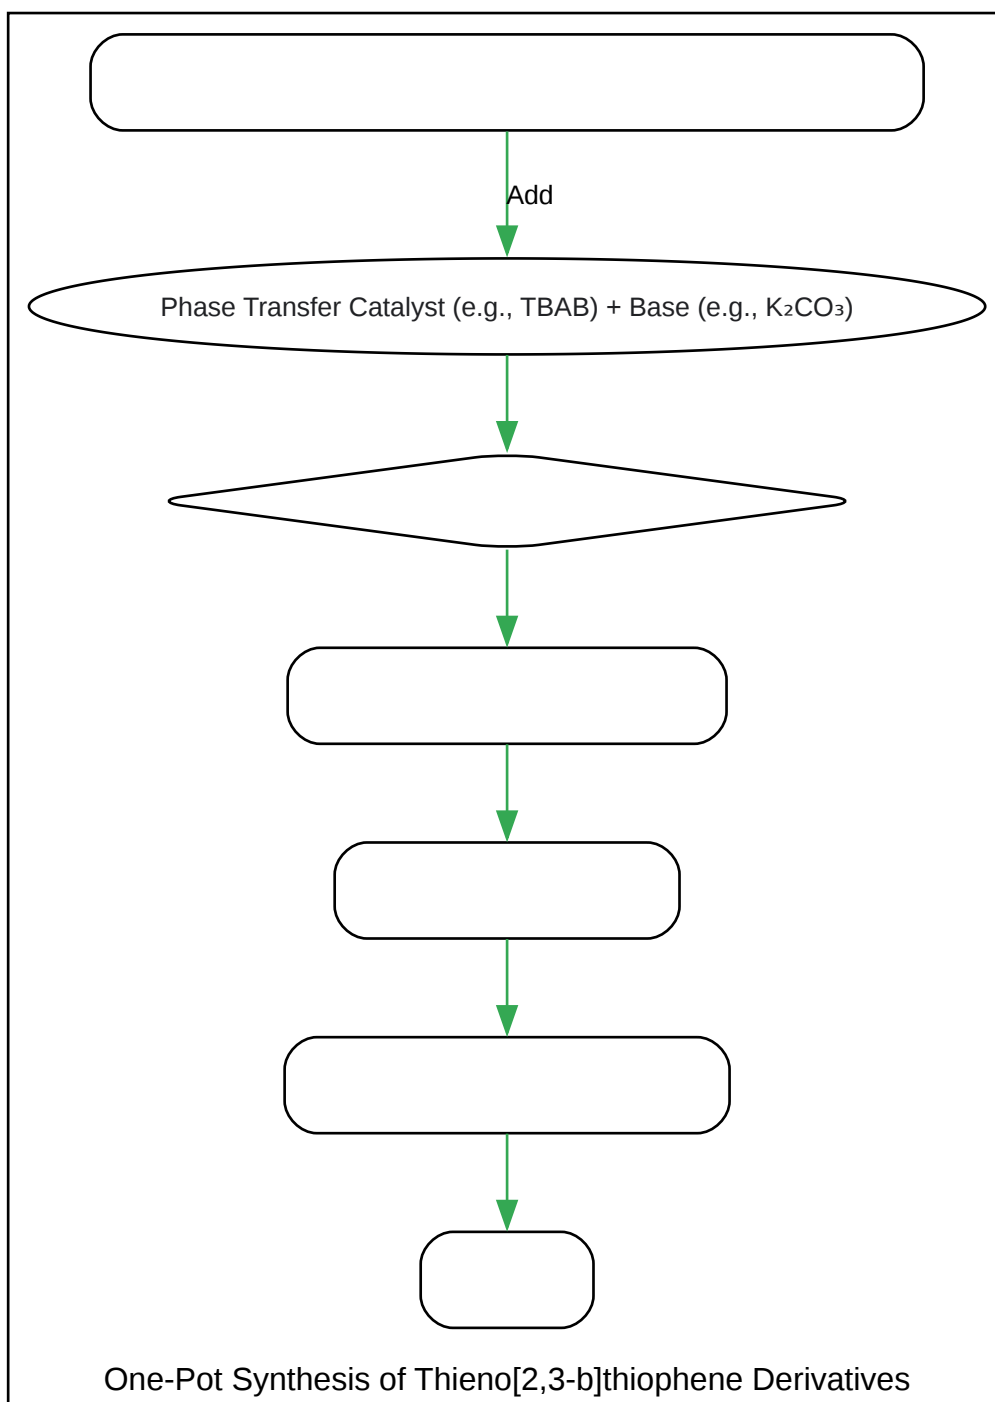 Add
Phase Transfer Catalyst (e.g., TBAB) + Base (e.g., K₂CO₃)
One-Pot Synthesis of Thieno[2,3-b]thiophene Derivatives